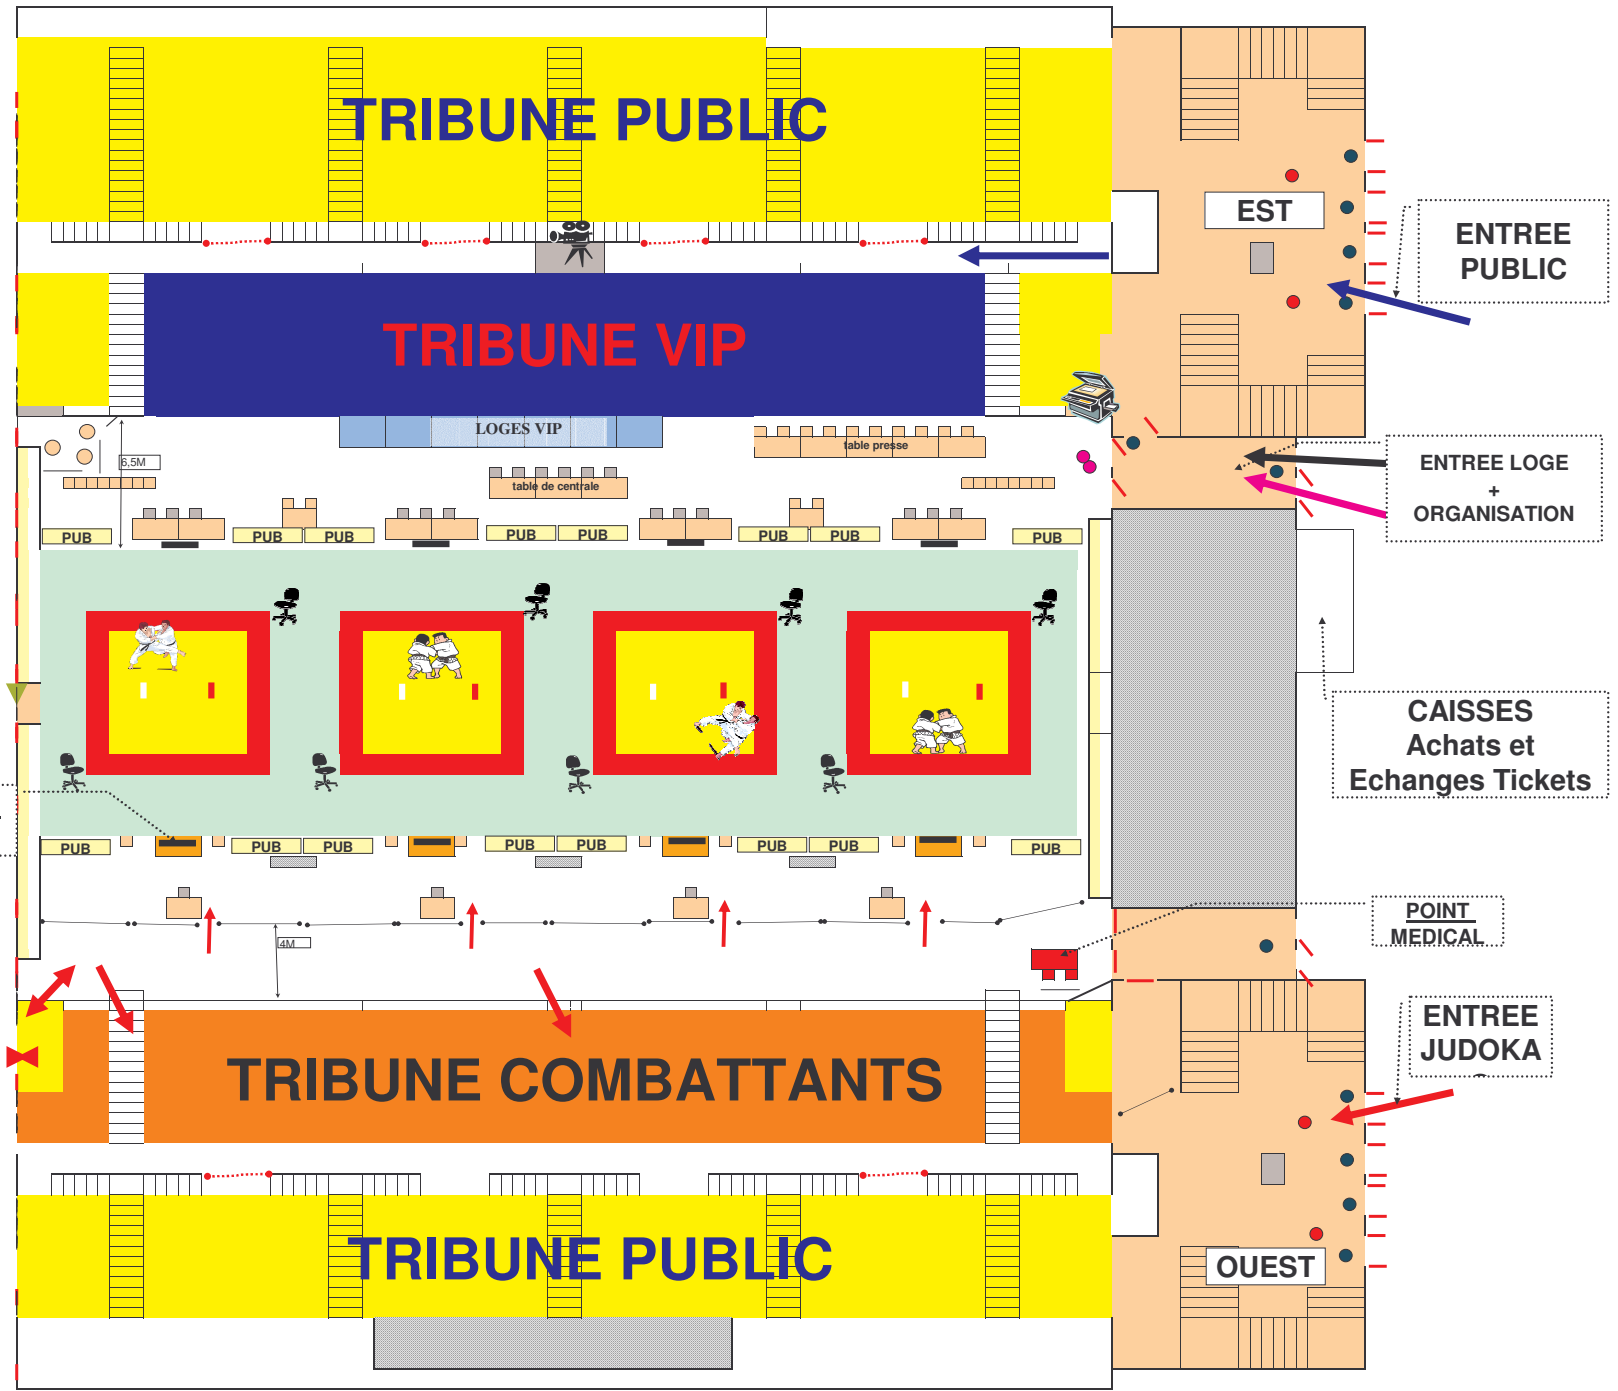 TRIBUNE PUBLIC
EST
ENTREE
PUBLIC
TRIBUNE VIP
LOGES VIP
table presse
6,5M
table de centrale
ENTREE LOGE
+
ORGANISATION
PUB
PUB
PUB
PUB
PUB
PUB
PUB
PUB
CAISSES
Achats et
Echanges Tickets
PUB
PUB
PUB
PUB
PUB
PUB
PUB
PUB
4M
POINT
MEDICAL
ENTREE
JUDOKA
TRIBUNE COMBATTANTS
TRIBUNE PUBLIC
OUEST